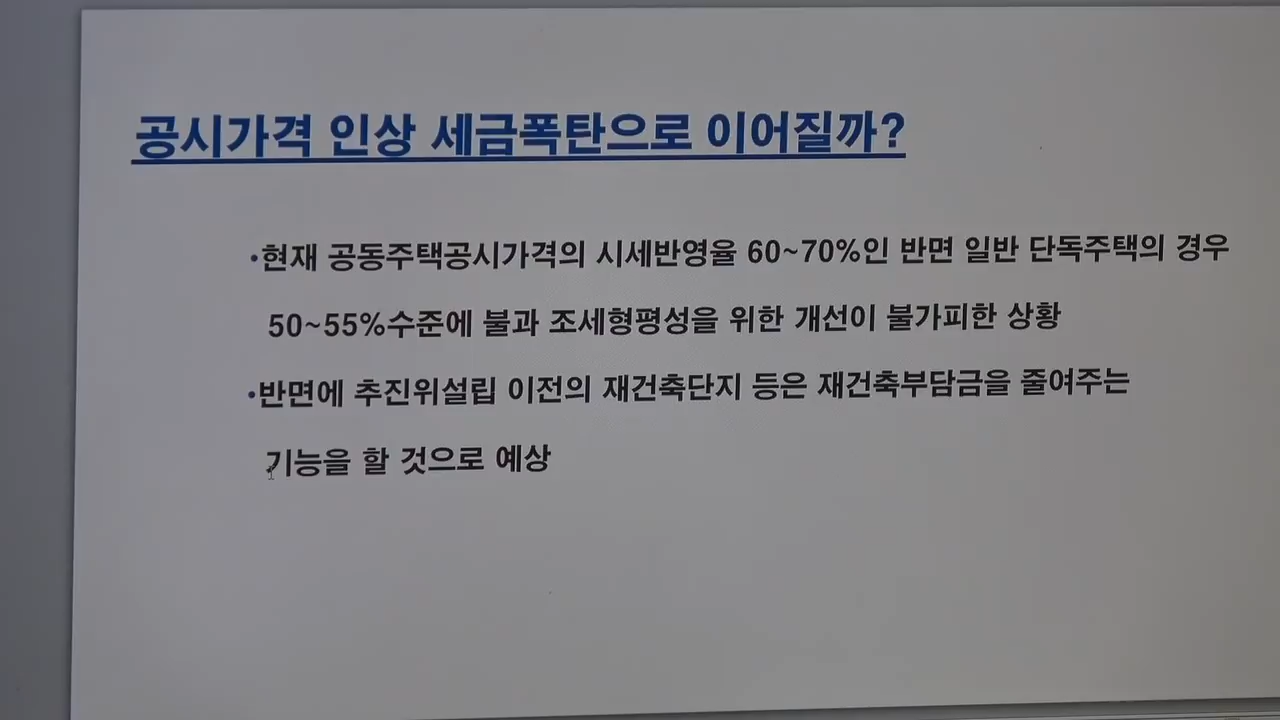 공시가격 인상 세금폭탄으로 이어질까?
•현재 공동주택공시가격의 시세반영율 60~70%인 반면 일반 단독주택의 경우
50~55%수준에 불과 조세형평성을 위한 개선이 불가피한 상황
•반면에 추진위설립 이전의 재건축단지 등은 재건축부담금을 줄여주는
기능을 할 것으로 예상